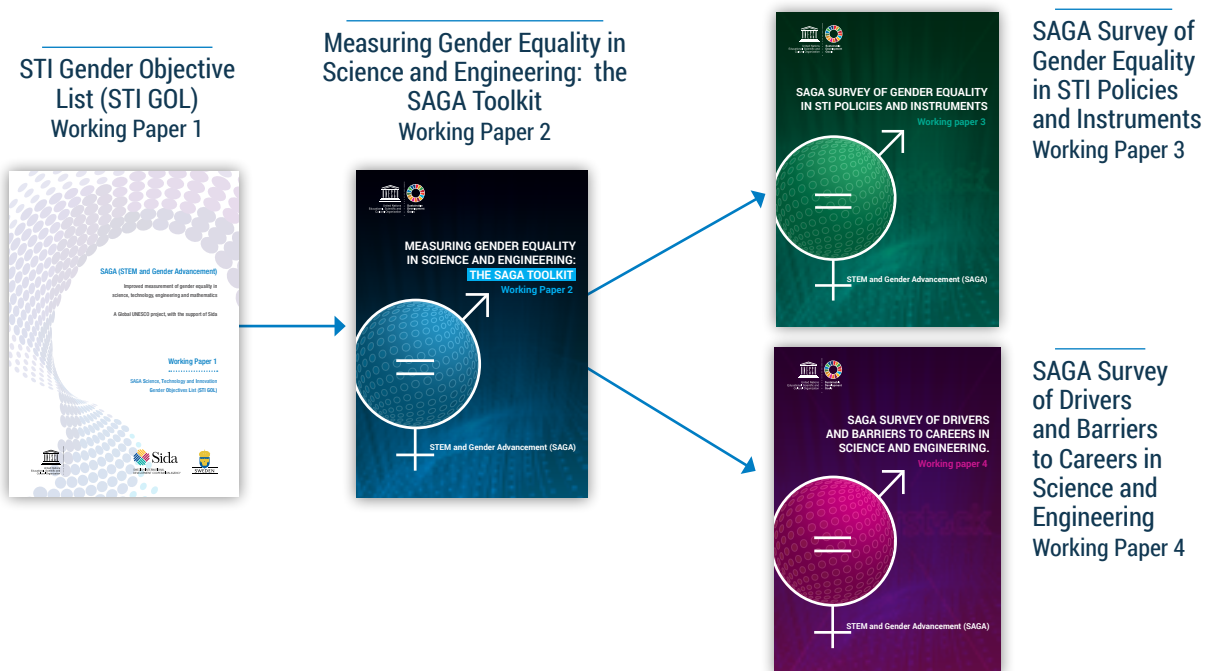 STI Gender Objective
List (STI GOL)
Working Paper 1
SAGA (STEM and Gender Advancement)
Improved measurement of gender equality in
science, technology, engineering and mathematics
A Global UNESCO project, with the support of Sida
Working Paper 1
SAGA Science, Technology and Innovation
Gender Objectives List (STI GOL)
Sida
SWEDEN
Measuring Gender Equality in
Science and Engineering: the
SAGA Toolkit
Working Paper 2
MEASURING GENDER EQUALITY
IN SCIENCE AND ENGINEERING:
THE SAGA TOOLKIT
Working Paper 2
STEM and Gender Advancement (SAGA)
SAGA SURVEY OF GENDER EQUALITY
IN STI POLICIES AND INSTRUMENTS
Working paper 3
STEM and Gender Advancement (SAGA)
SAGA Survey of
Gender Equality
in STI Policies
and Instruments
Working Paper 3
SAGA SURVEY OF DRIVERS
AND BARRIERS TO CAREERS IN
SCIENCE AND ENGINEERING.
Working paper 4
STEM and Gender Advancement (SAGA)
SAGA Survey
of Drivers
and Barriers
to Careers in
Science and
Engineering
Working Paper 4